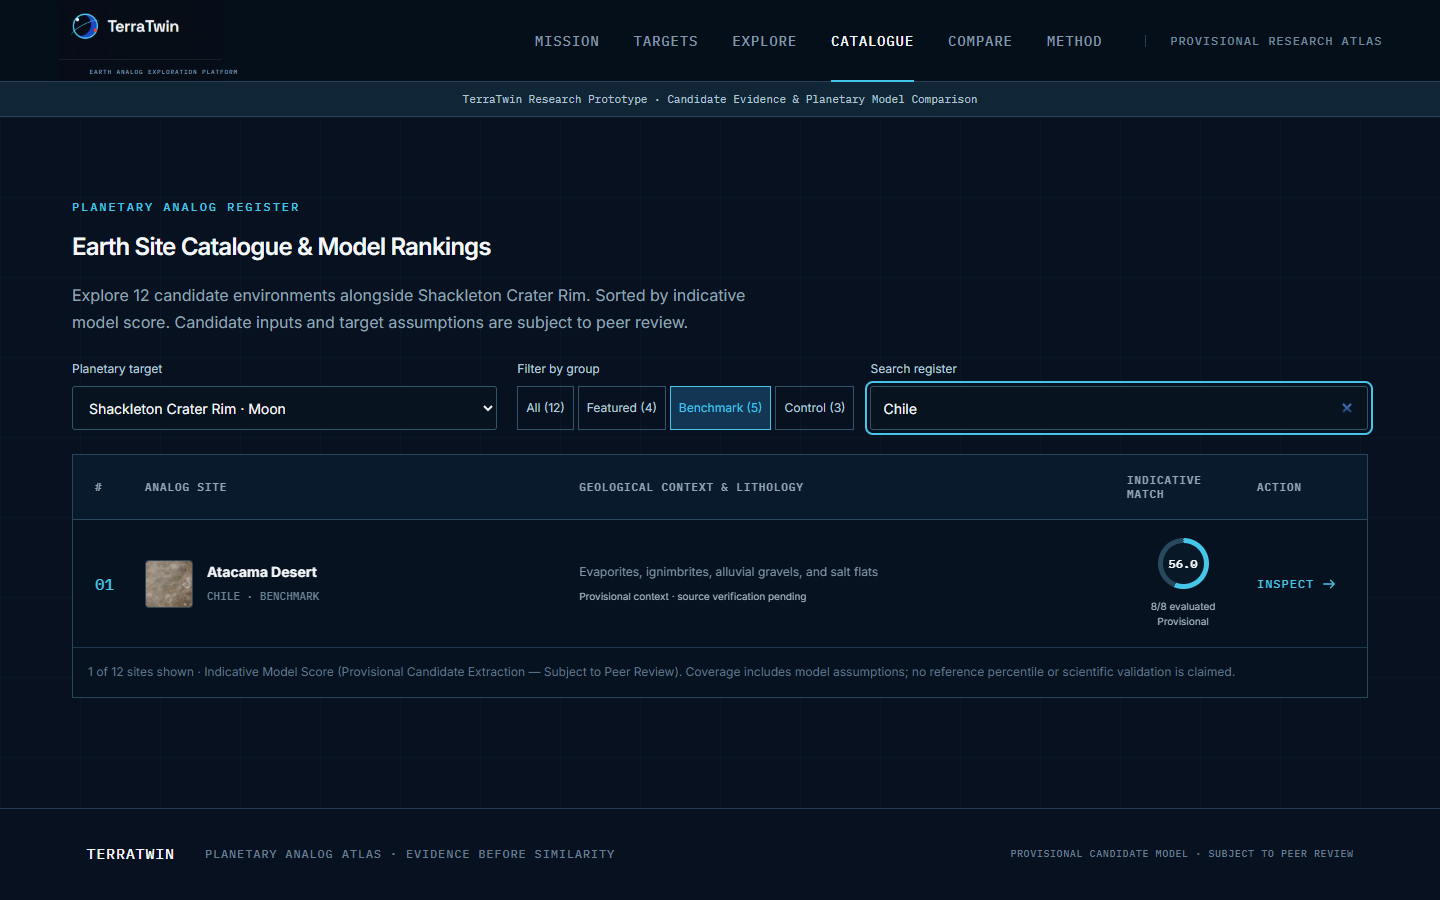 TerraTwin
EARTH ANALOG EXPLORATION PLATFORM
MISSION TARGETS EXPLORE CATALOGUE COMPARE METHOD PROVISIONAL RESEARCH ATLAS
TerraTwin Research Prototype · Candidate Evidence & Planetary Model Comparison
PLANETARY ANALOG REGISTER
Earth Site Catalogue & Model Rankings
Explore 12 candidate environments alongside Shackleton Crater Rim. Sorted by indicative
model score. Candidate inputs and target assumptions are subject to peer review.
Planetary target
Shackleton Crater Rim · Moon
Filter by group
All (12) Featured (4) Benchmark (5) Control (3)
Search register
Chile
# ANALOG SITE GEOLOGICAL CONTEXT & LITHOLOGY INDICATIVE MATCH ACTION
01
Atacama Desert
CHILE · BENCHMARK
Evaporites, ignimbrites, alluvial gravels, and salt flats
Provisional context · source verification pending
56.0
8/8 evaluated
Provisional
INSPECT →
1 of 12 sites shown · Indicative Model Score (Provisional Candidate Extraction — Subject to Peer Review). Coverage includes model assumptions; no reference percentile or scientific validation is claimed.
TERRATWIN PLANETARY ANALOG ATLAS · EVIDENCE BEFORE SIMILARITY PROVISIONAL CANDIDATE MODEL · SUBJECT TO PEER REVIEW